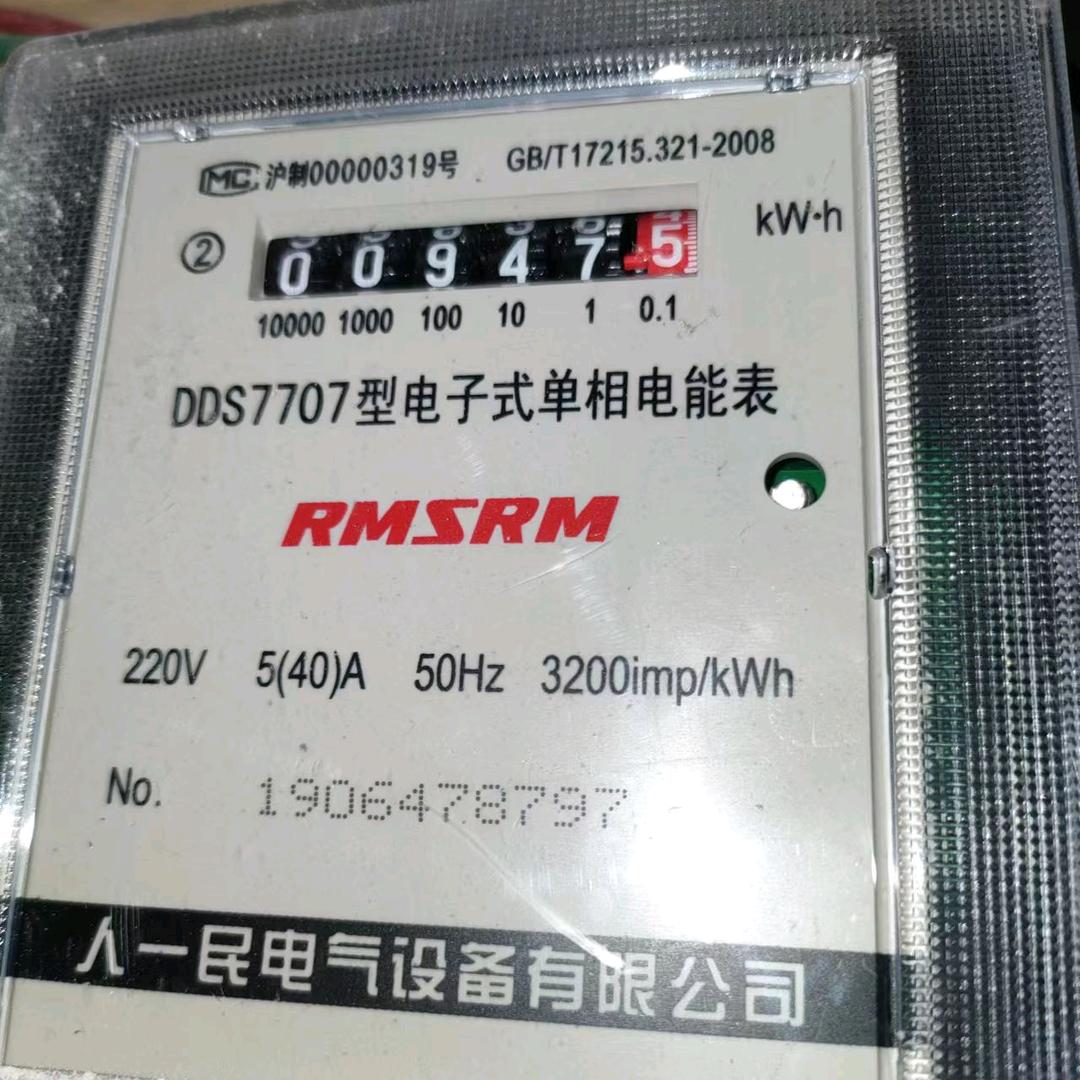 MC 沪制00000319号 GB/T17215.321-2008
② 0 0 9 4 7 5 kW·h
10000 1000 100 10 1 0.1
DDS7707型电子式单相电能表
RMSRM
220V 5(40)A 50Hz 3200imp/kWh
No. 1906478797
人一民电气设备有限公司